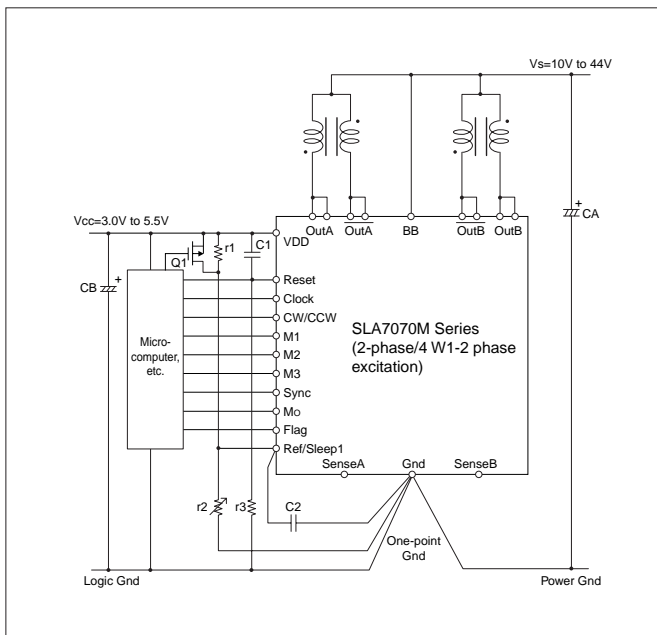 Vs=10V to 44V
Vcc=3.0V to 5.5V
OutA
OutA
BB
OutB
OutB
CA
+
VDD
r1
C1
Q1
CB
+
Reset
Clock
CW/CCW
M1
M2
M3
Sync
Mo
Flag
Ref/Sleep1
Micro-
computer,
etc.
SLA7070M Series
(2-phase/4 W1-2 phase
excitation)
SenseA
Gnd
SenseB
r2
r3
C2
One-point
Gnd
Logic Gnd
Power Gnd